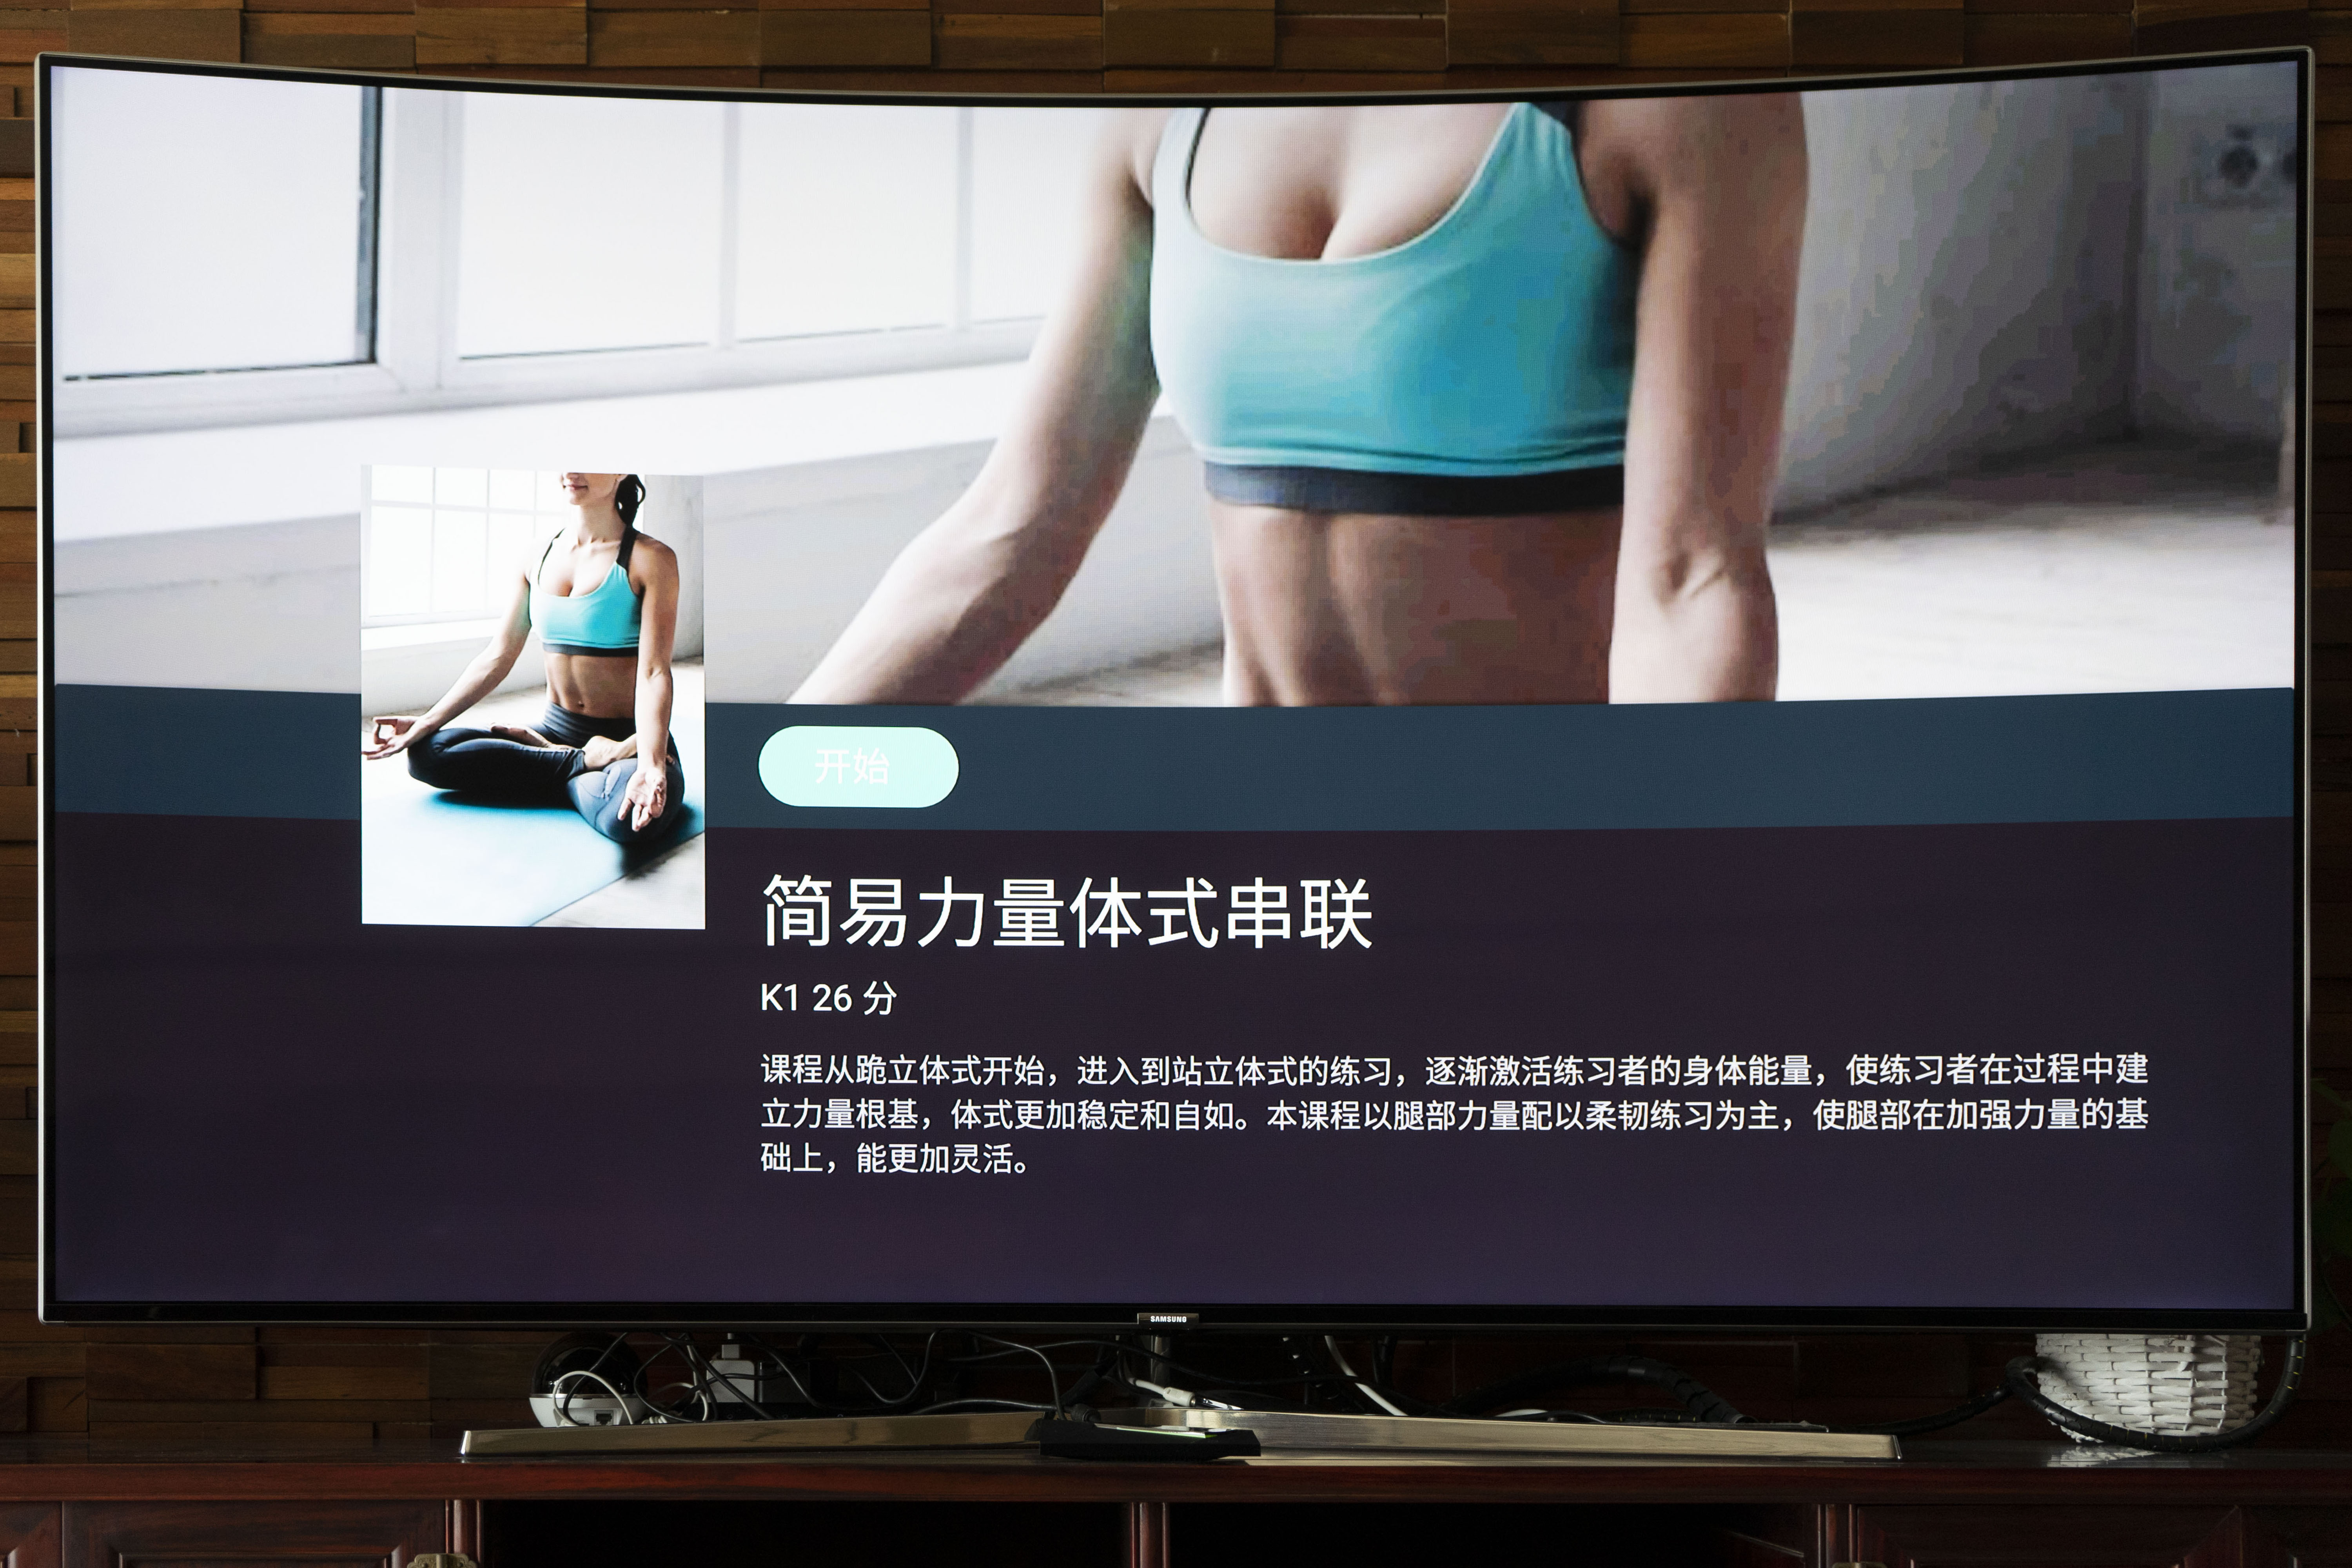 开始
简易力量体式串联
K1 26 分
课程从跪立体式开始，进入到站立体式的练习，逐渐激活练习者的身体能量，使练习者在过程中建
立力量根基，体式更加稳定和自如。本课程以腿部力量配以柔韧练习为主，使腿部在加强力量的基
础上，能更加灵活。
SAMSUNG